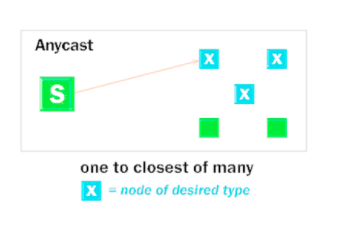 Anycast
X X
S
X
one to closest of many
X = node of desired type